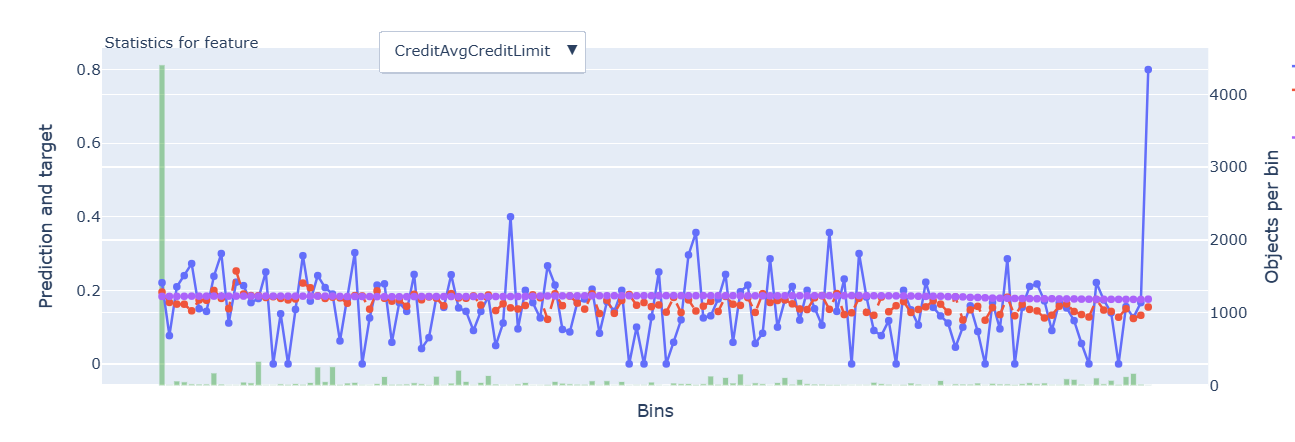 Statistics for feature
CreditAvgCreditLimit ▼
0.8
0.6
0.4
0.2
0
Prediction and target
4000
3000
2000
1000
0
Objects per bin
Bins